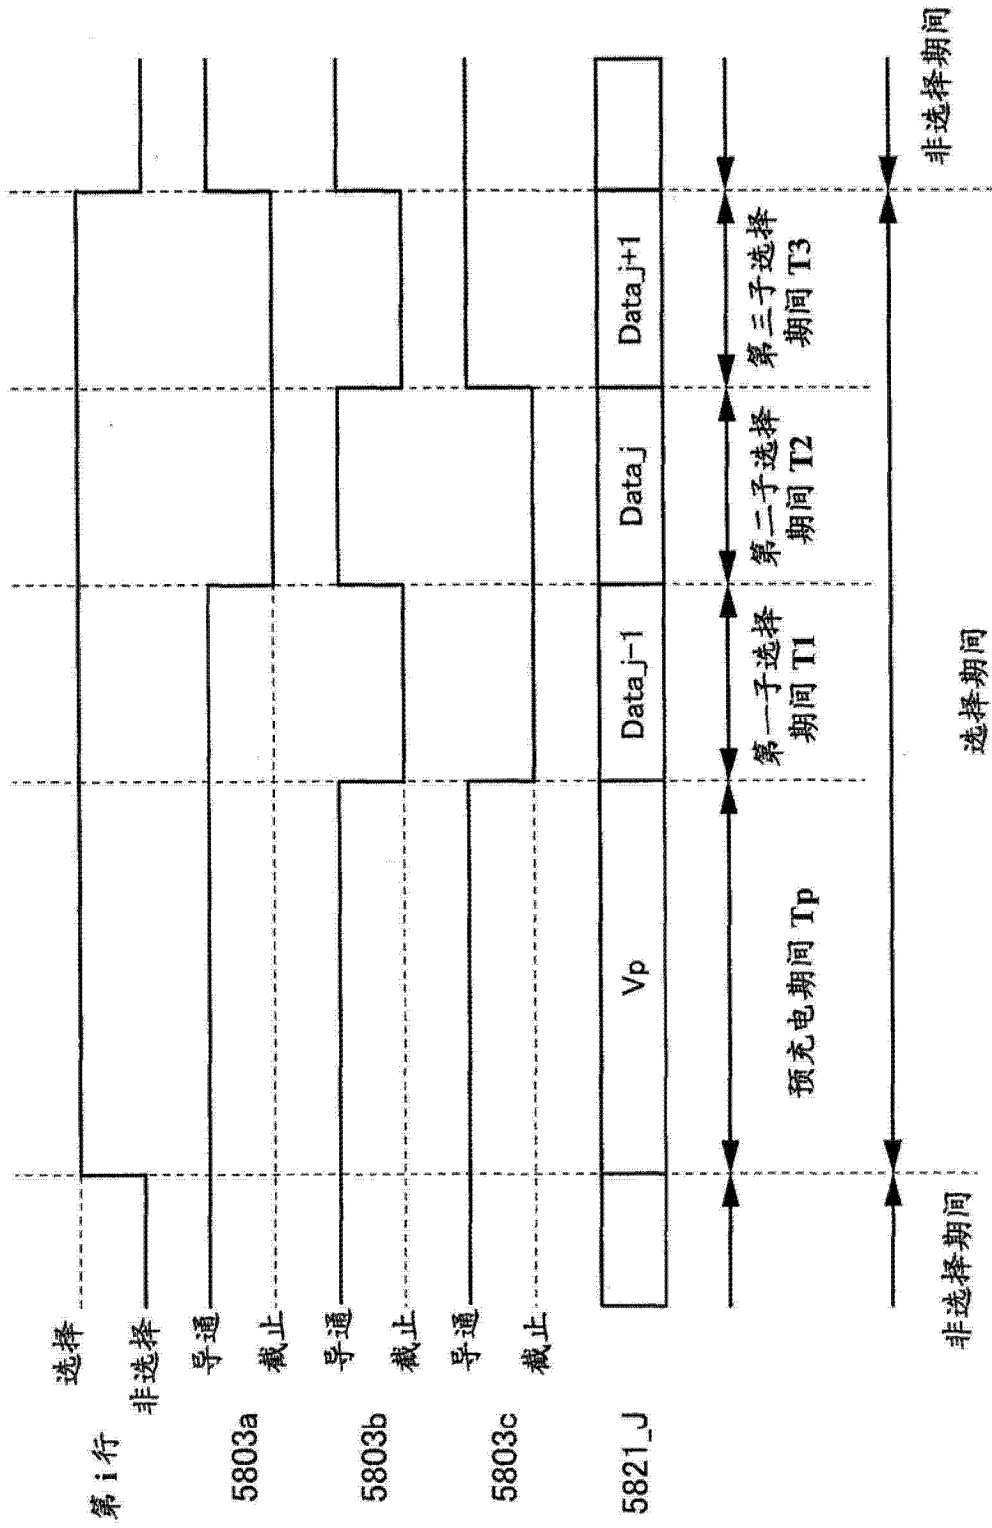 第 i 行
选择
非选择
5803a
导通
截止
5803b
导通
截止
5803c
导通
截止
5821_J
Vp
Data_j-1
Data_j
Data_j+1
预充电期间 Tp
第一子选择
期间 T1
第二子选择
期间 T2
第三子选择
期间 T3
非选择期间
选择期间
非选择期间